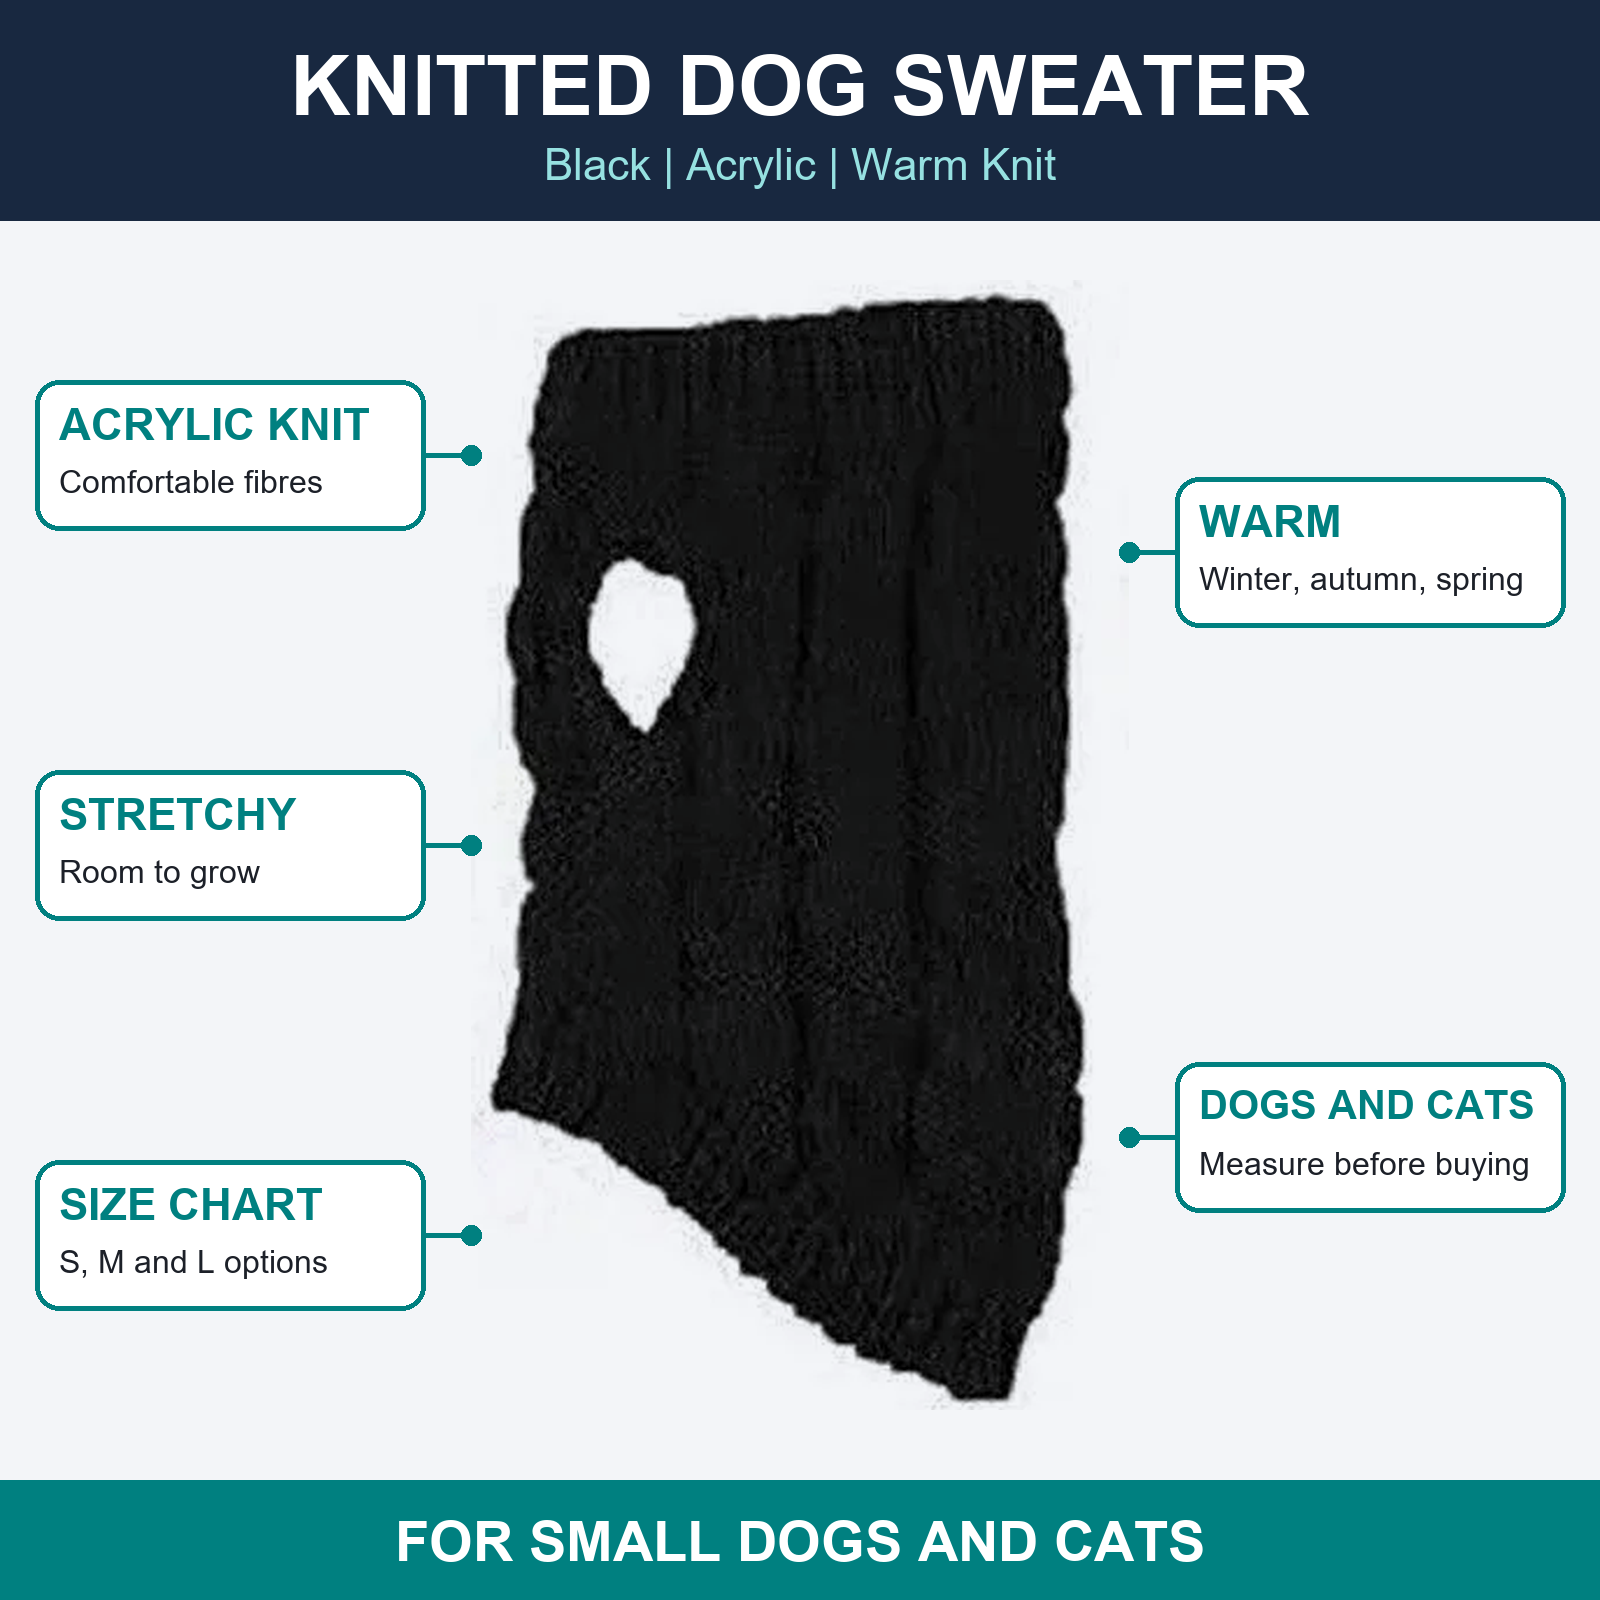 KNITTED DOG SWEATER
Black | Acrylic | Warm Knit
ACRYLIC KNIT
Comfortable fibres
WARM
Winter, autumn, spring
STRETCHY
Room to grow
DOGS AND CATS
Measure before buying
SIZE CHART
S, M and L options
FOR SMALL DOGS AND CATS